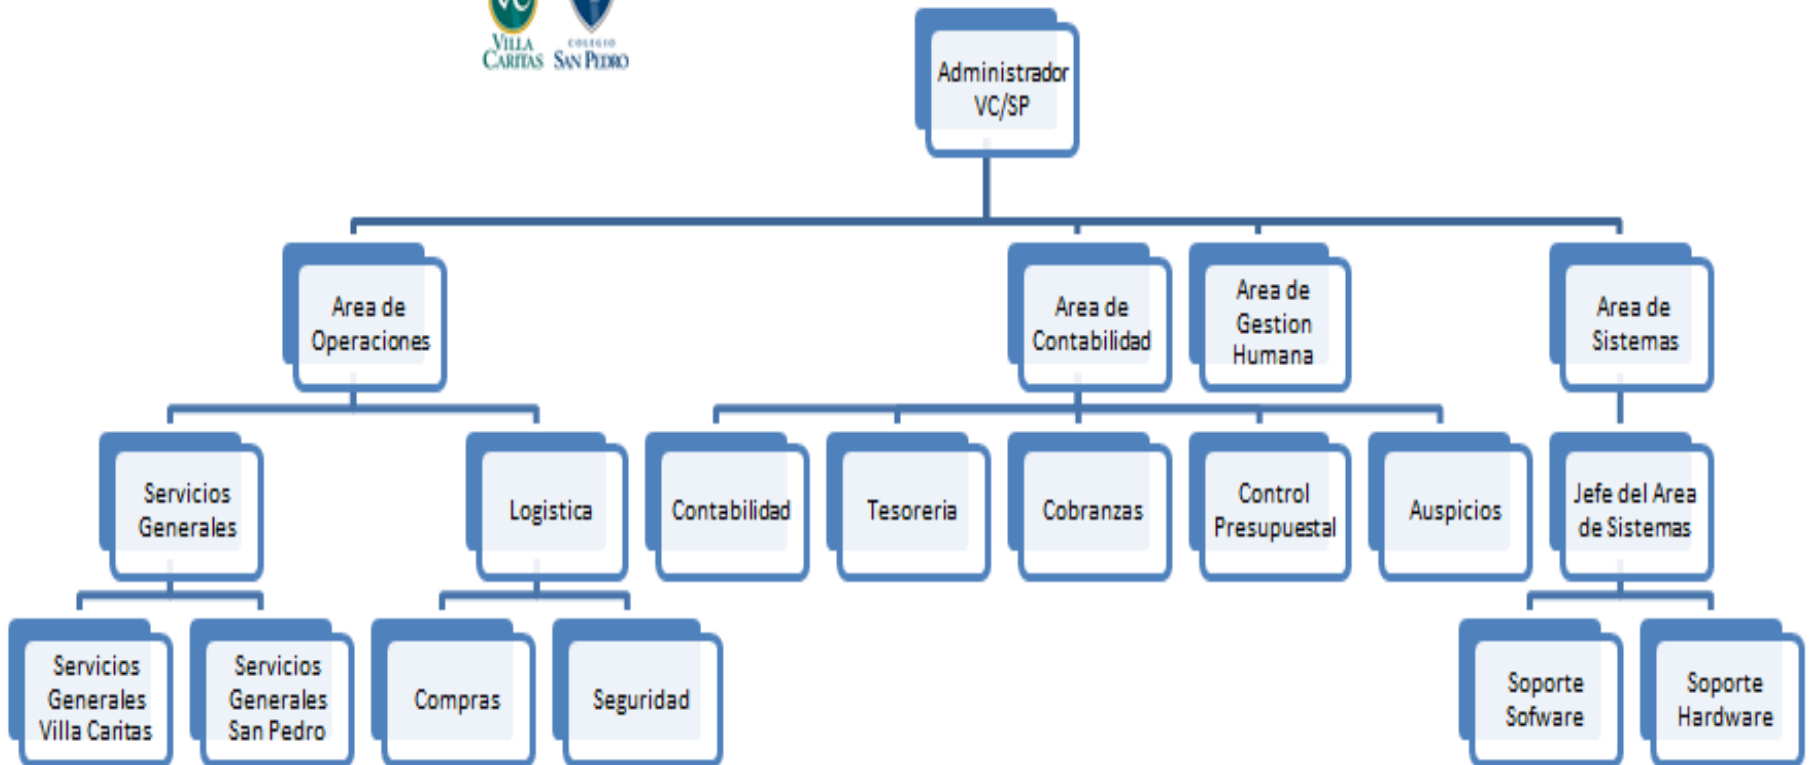 VC
VILLA
CARITAS
COLEGIO
SAN PEDRO
Administrador
VC/SP
Area de
Operaciones
Area de
Contabilidad
Area de
Gestion
Humana
Area de
Sistemas
Servicios
Generales
Logistica
Contabilidad
Tesoreria
Cobranzas
Control
Presupuestal
Auspicios
Jefe del Area
de Sistemas
Servicios
Generales
Villa Caritas
Servicios
Generales
San Pedro
Compras
Seguridad
Soporte
Sofware
Soporte
Hardware